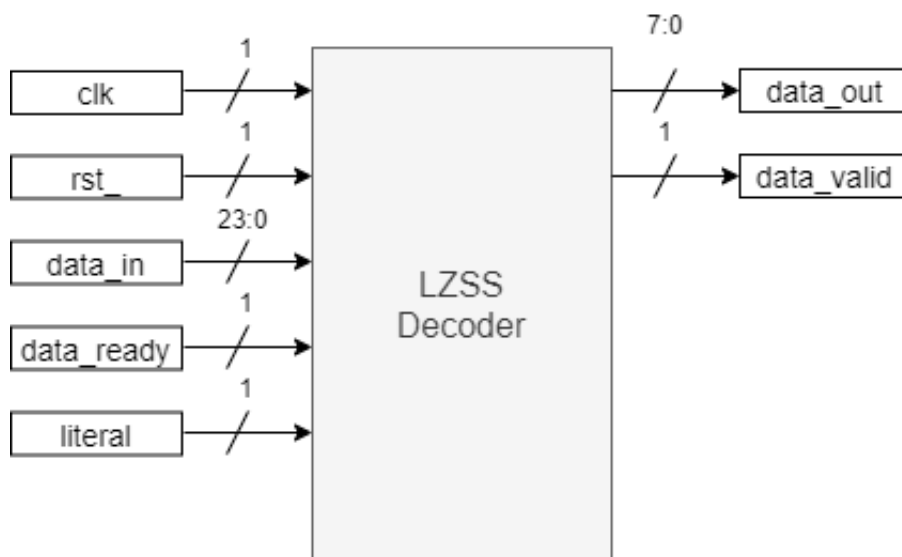 1
clk
1
rst_
23:0
data_in
1
data_ready
1
literal
LZSS
Decoder
7:0
data_out
1
data_valid